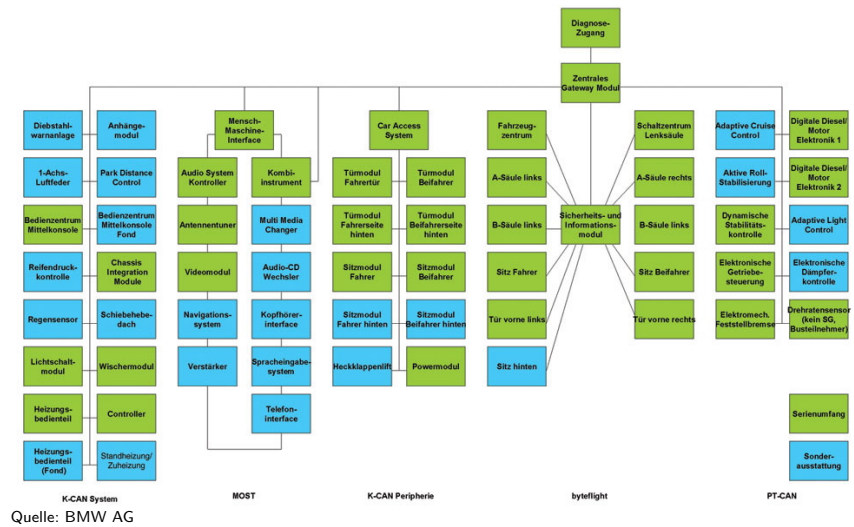 Diagnose-
Zugang
Zentrales
Gateway Modul
Diebstahl-
warnanlage
Anhänge-
modul
1-Achs-
Luftfeder
Park Distance
Control
Bedienzentrum
Mittelkonsole
Bedienzentrum
Mittelkonsole
Fond
Reifendruck-
kontrolle
Chassis
Integration
Module
Regensensor
Schiebehebe-
dach
Lichtschalt-
modul
Wischermodul
Heizungs-
bedienteil
Controller
Heizungs-
bedienteil
(Fond)
Standheizung/
Zuheizung
K-CAN System
Mensch-
Maschine-
Interface
Audio System
Kontroller
Kombi-
instrument
Antennentuner
Multi Media
Changer
Videomodul
Audio-CD
Wechsler
Navigations-
system
Kopfhörer-
interface
Verstärker
Spracheingabe-
system
Telefon-
interface
MOST
Car Access
System
Türmodul
Fahrertür
Türmodul
Beifahrer
Türmodul
Fahrerseite
hinten
Türmodul
Beifahrerseite
hinten
Sitzmodul
Fahrer
Sitzmodul
Beifahrer
Sitzmodul
Fahrer hinten
Sitzmodul
Beifahrer hinten
Heckklappenlift
Powermodul
K-CAN Peripherie
Fahrzeug-
zentrum
Schaltzentrum
Lenksäule
A-Säule links
A-Säule rechts
B-Säule links
Sicherheits- und
Informations-
modul
B-Säule links
Sitz Fahrer
Sitz Beifahrer
Tür vorne links
Tür vorne rechts
Sitz hinten
byteflight
Adaptive Cruise
Control
Digitale Diesel/
Motor
Elektronik 1
Aktive Roll-
Stabilisierung
Digitale Diesel/
Motor
Elektronik 2
Dynamische
Stabilitäts-
kontrolle
Adaptive Light
Control
Elektronische
Getriebe-
steuerung
Elektronische
Dämpfer-
kontrolle
Elektromech.
Feststellbremse
Drehratensensor
(kein SG,
Busteilnehmer)
Serienumfang
Sonder-
ausstattung
PT-CAN
Quelle: BMW AG